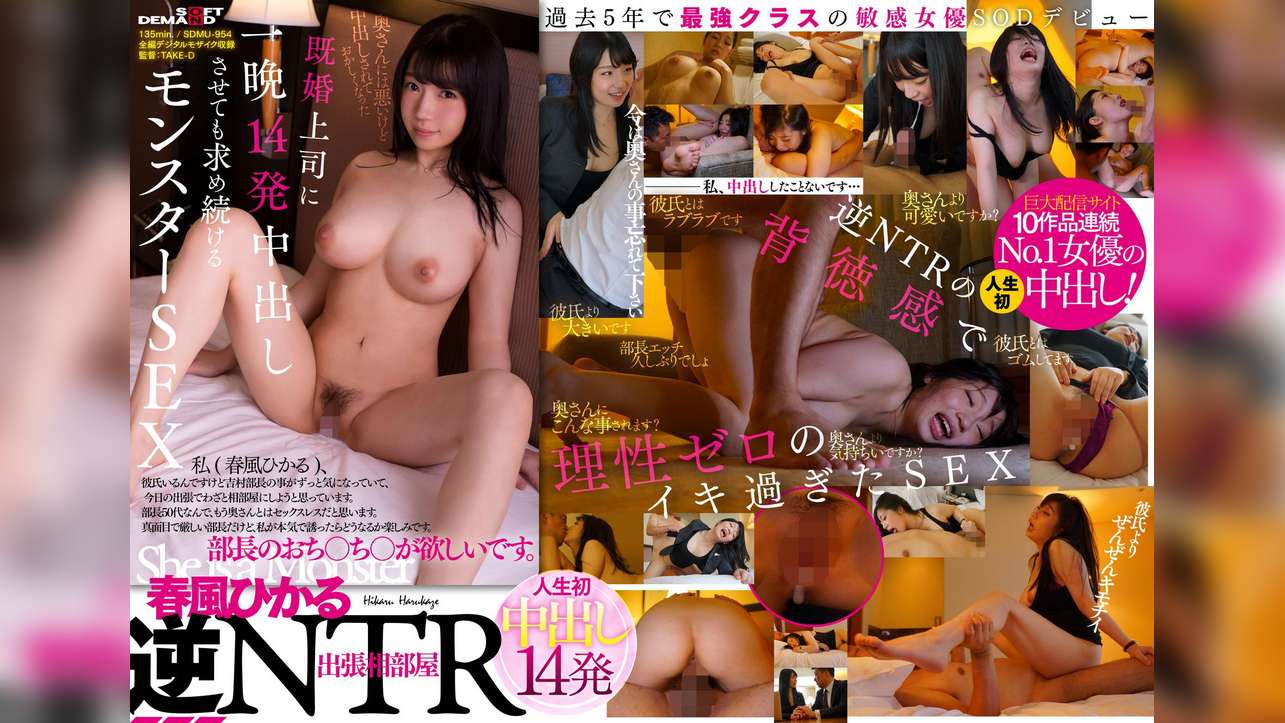 SOFT
DEMAND
ON
135min. / SDMU-954
全編デジタルモザイク収録
監督:TAKE-D
奥さんには悪いけど
中出しされて
おかしくなった
既婚上司に
一晩14発中出し
させても求め続ける
モンスターSEX
私(春風ひかる)、
彼氏いるんですけど吉村部長の事がずっと気になっていて、
今日の出張でわざと相部屋にしようと思っています。
部長50代なんで、もう奥さんとはセックスレスだと思います。
真面目で厳しい部長だけど、私が本気で誘ったらどうなるか楽しみです。
部長のおち〇ち〇が欲しいです。
She is a Monster
春風ひかる
Hikaru Harukaze
逆NTR
出張相部屋
人生初
中出し
14発
過去5年で最強クラスの敏感女優SODデビュー
今は奥さんの事忘れて下さい
私、中出ししたことないです…
彼氏とは
ラブラブです
奥さんより
可愛いですか?
逆NTRの
背徳感で
巨大配信サイト
10作品連続
No.1女優の
人生初
中出し!
彼氏より
大きいです
部長エッチ
久しぶりでしょ
彼氏とは
ゴムしてます
奥さんに
こんな事されます?
奥さんより
気持ちいですか?
理性ゼロの
イキ過ぎたSEX
彼氏より
ぜんぜんキモチイイ